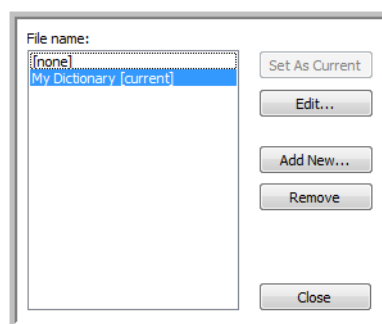 File name:
[none]
My Dictionary [current]
Set As Current
Edit...
Add New...
Remove
Close